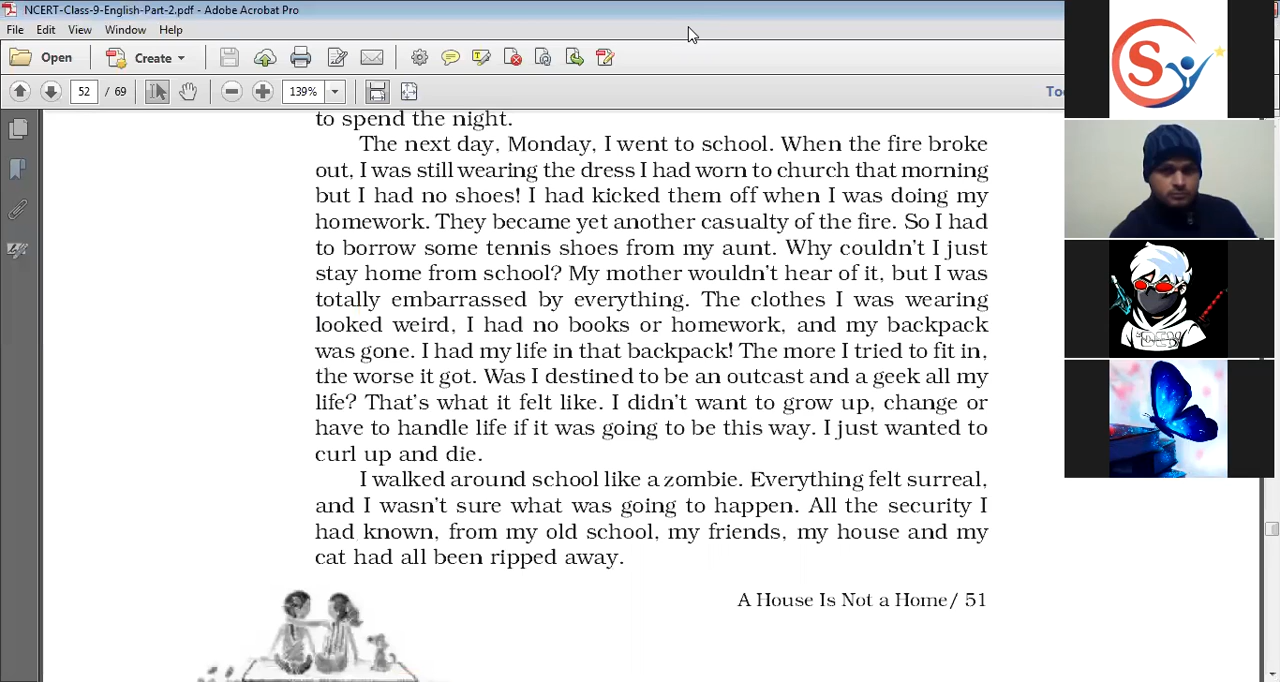 NCERT-Class-9-English-Part-2.pdf - Adobe Acrobat Pro
File Edit View Window Help
Open Create
52 / 69 139%
to spend the night.
The next day, Monday, I went to school. When the fire broke
out, I was still wearing the dress I had worn to church that morning
but I had no shoes! I had kicked them off when I was doing my
homework. They became yet another casualty of the fire. So I had
to borrow some tennis shoes from my aunt. Why couldn't I just
stay home from school? My mother wouldn't hear of it, but I was
totally embarrassed by everything. The clothes I was wearing
looked weird, I had no books or homework, and my backpack
was gone. I had my life in that backpack! The more I tried to fit in,
the worse it got. Was I destined to be an outcast and a geek all my
life? That's what it felt like. I didn't want to grow up, change or
have to handle life if it was going to be this way. I just wanted to
curl up and die.
I walked around school like a zombie. Everything felt surreal,
and I wasn't sure what was going to happen. All the security I
had known, from my old school, my friends, my house and my
cat had all been ripped away.
A House Is Not a Home/ 51
S